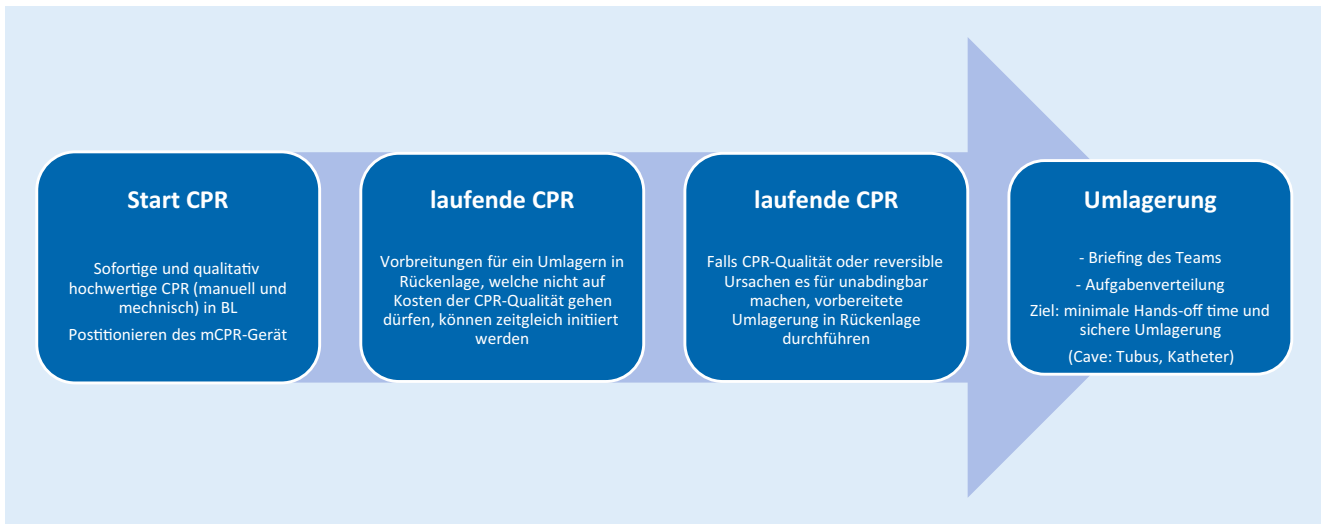 Start CPR
Sofortige und qualitativ
hochwertige CPR (manuell und
mechnisch) in BL
Postitionieren des mCPR-Gerät
laufende CPR
Vorbreitungen für ein Umlagern in
Rückenlage, welche nicht auf
Kosten der CPR-Qualität gehen
dürfen, können zeitgleich initiiert
werden
laufende CPR
Falls CPR-Qualität oder reversible
Ursachen es für unabdingbar
machen, vorbereitete
Umlagerung in Rückenlage
durchführen
Umlagerung
- Briefing des Teams
- Aufgabenverteilung
Ziel: minimale Hands-off time und
sichere Umlagerung
(Cave: Tubus, Katheter)